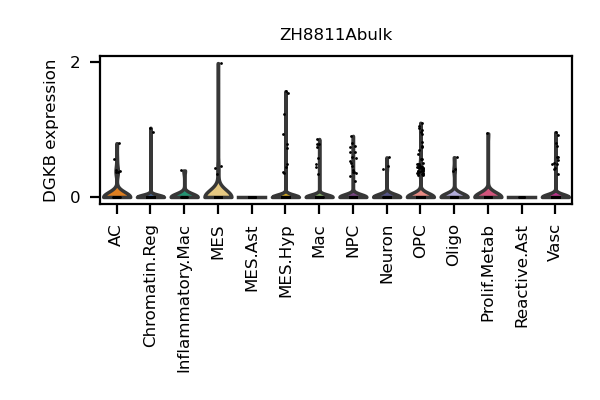 ZH8811Abulk
DGKB expression
2
0
AC
Chromatin.Reg
Inflammatory.Mac
MES
MES.Ast
MES.Hyp
Mac
NPC
Neuron
OPC
Oligo
Prolif.Metab
Reactive.Ast
Vasc